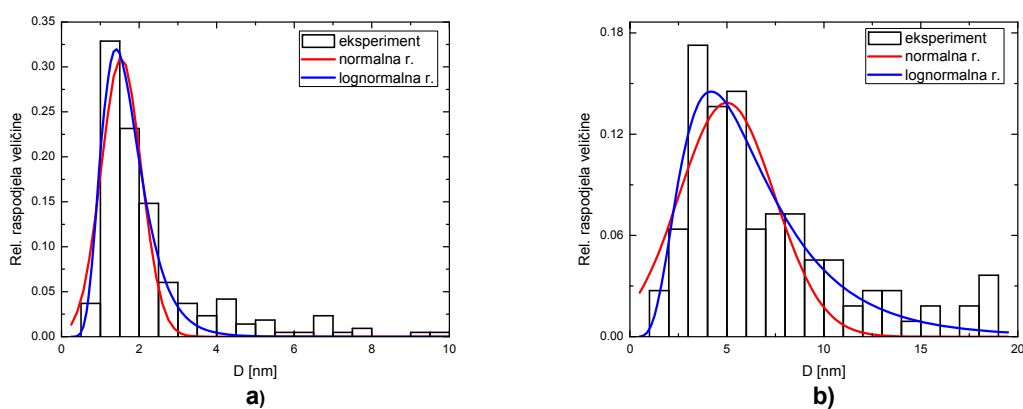 0.35
0.30
0.25
0.20
0.15
0.10
0.05
0.00
Rel. raspodjela veličine
eksperiment
normalna r.
lognormalna r.
0 2 4 6 8 10
D [nm]
a)
0.18
0.12
0.06
0.00
Rel. raspodjela veličine
eksperiment
normalna r.
lognormalna r.
0 5 10 15 20
D [nm]
b)